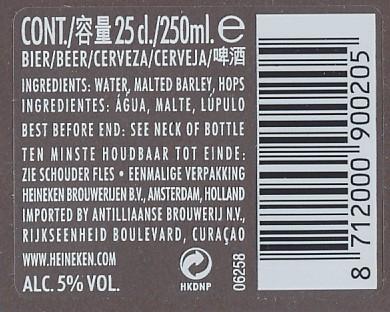 CONT./容量 25 cl./250ml. ℮
BIER/BEER/CERVEZA/CERVEJA/啤酒
INGREDIENTS: WATER, MALTED BARLEY, HOPS
INGREDIENTES: ÁGUA, MALTE, LÚPULO
BEST BEFORE END: SEE NECK OF BOTTLE
TEN MINSTE HOUDBAAR TOT EINDE:
ZIE SCHOUDER FLES • EENMALIGE VERPAKKING
HEINEKEN BROUWERIJEN B.V., AMSTERDAM, HOLLAND
IMPORTED BY ANTILLIAANSE BROUWERIJ N.V.,
RIJKSEENHEID BOULEVARD, CURAÇAO
WWW.HEINEKEN.COM
ALC. 5% VOL.
HKDNP
06258
8 712000 900205